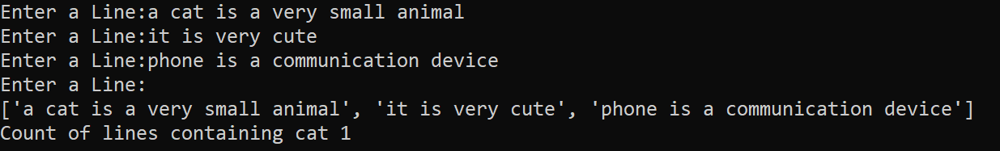 Enter a Line:a cat is a very small animal
Enter a Line:it is very cute
Enter a Line:phone is a communication device
Enter a Line:
['a cat is a very small animal', 'it is very cute', 'phone is a communication device']
Count of lines containing cat 1